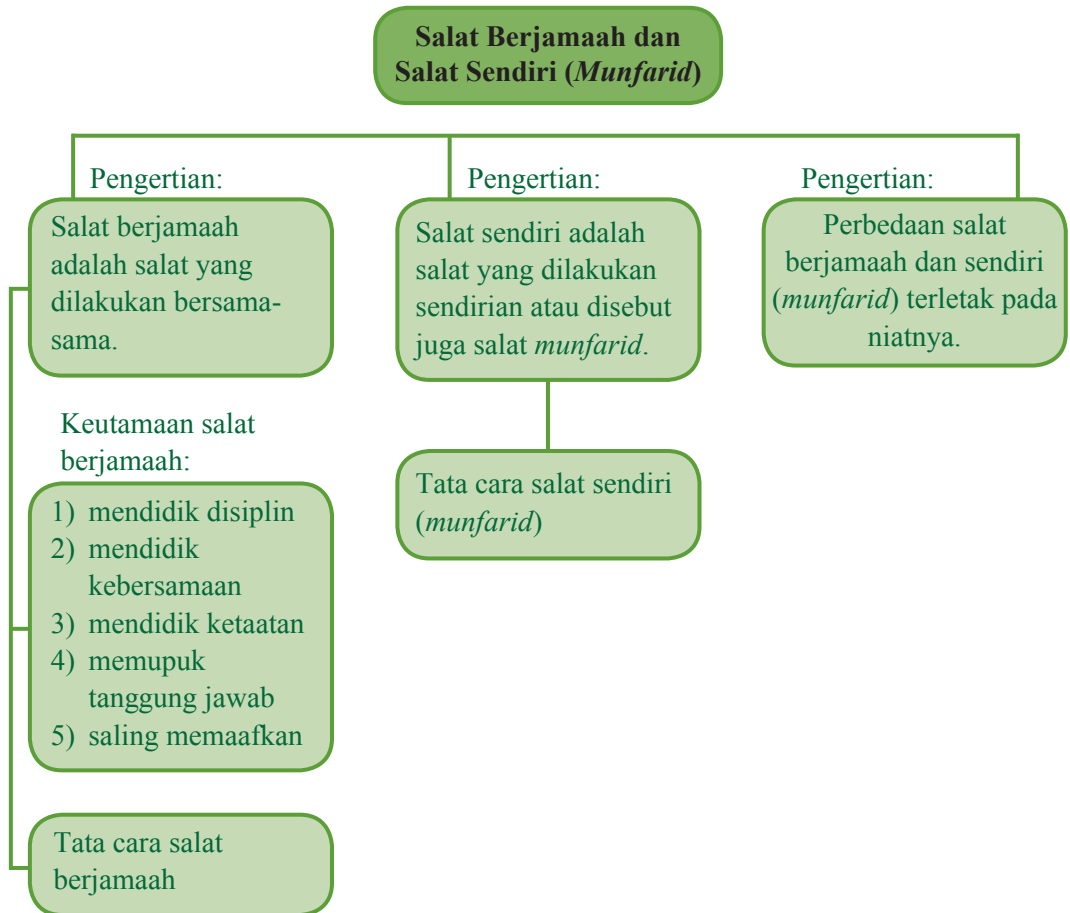 Salat Berjamaah dan
Salat Sendiri (Munfarid)
Pengertian:
Salat berjamaah
adalah salat yang
dilakukan bersama-
sama.
Keutamaan salat
berjamaah:
1) mendidik disiplin
2) mendidik
kebersamaan
3) mendidik ketaatan
4) memupuk
tanggung jawab
5) saling memaafkan
Tata cara salat
berjamaah
Pengertian:
Salat sendiri adalah
salat yang dilakukan
sendirian atau disebut
juga salat munfarid.
Tata cara salat sendiri
(munfarid)
Pengertian:
Perbedaan salat
berjamaah dan sendiri
(munfarid) terletak pada
niatnya.